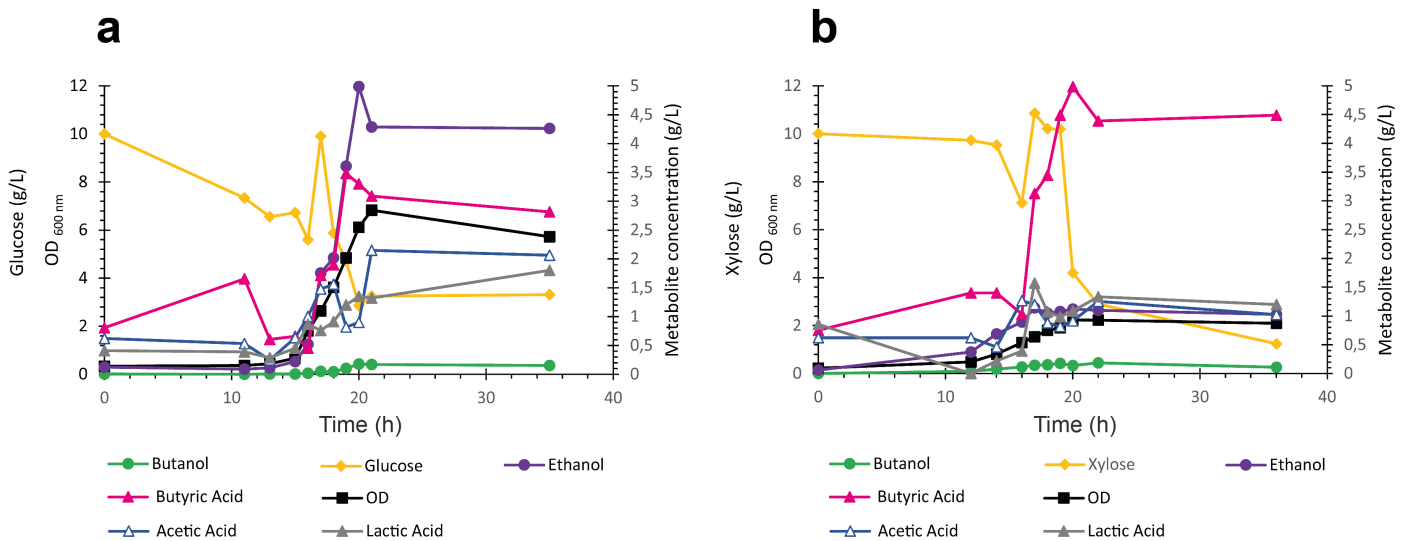 a
b
Glucose (g/L)
OD 600 nm
12
10
8
6
4
2
0
5
4,5
4
3,5
3
2,5
2
1,5
1
0,5
0
Metabolite concentration (g/L)
0 10 20 30 40
Time (h)
Xylose (g/L)
OD 600 nm
12
10
8
6
4
2
0
5
4,5
4
3,5
3
2,5
2
1,5
1
0,5
0
Metabolite concentration (g/L)
0 10 20 30 40
Time (h)
Butanol Glucose Ethanol
Butyric Acid OD
Acetic Acid Lactic Acid
Butanol Xylose Ethanol
Butyric Acid OD
Acetic Acid Lactic Acid